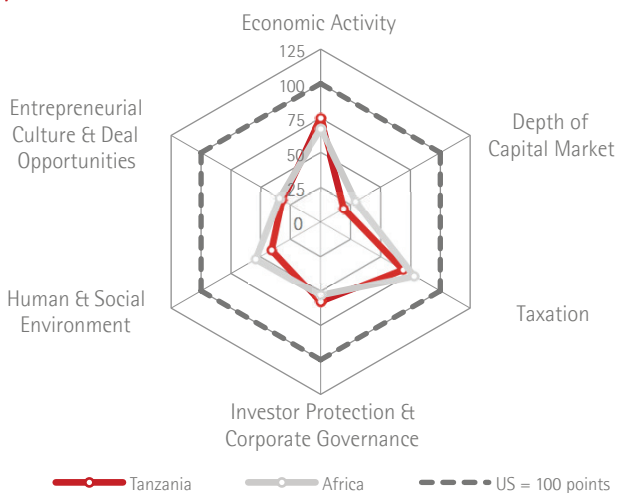 Economic Activity
125
100
75
50
25
0
Entrepreneurial
Culture & Deal
Opportunities
Depth of
Capital Market
Human & Social
Environment
Taxation
Investor Protection &
Corporate Governance
Tanzania
Africa
US = 100 points